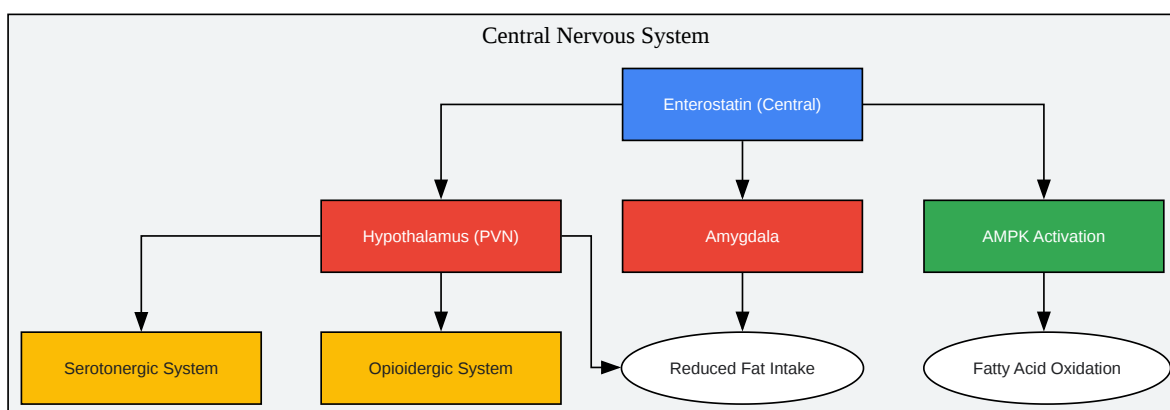 Central Nervous System
Enterostatin (Central)
Hypothalamus (PVN)
Amygdala
AMPK Activation
Serotonergic System
Opioidergic System
Reduced Fat Intake
Fatty Acid Oxidation